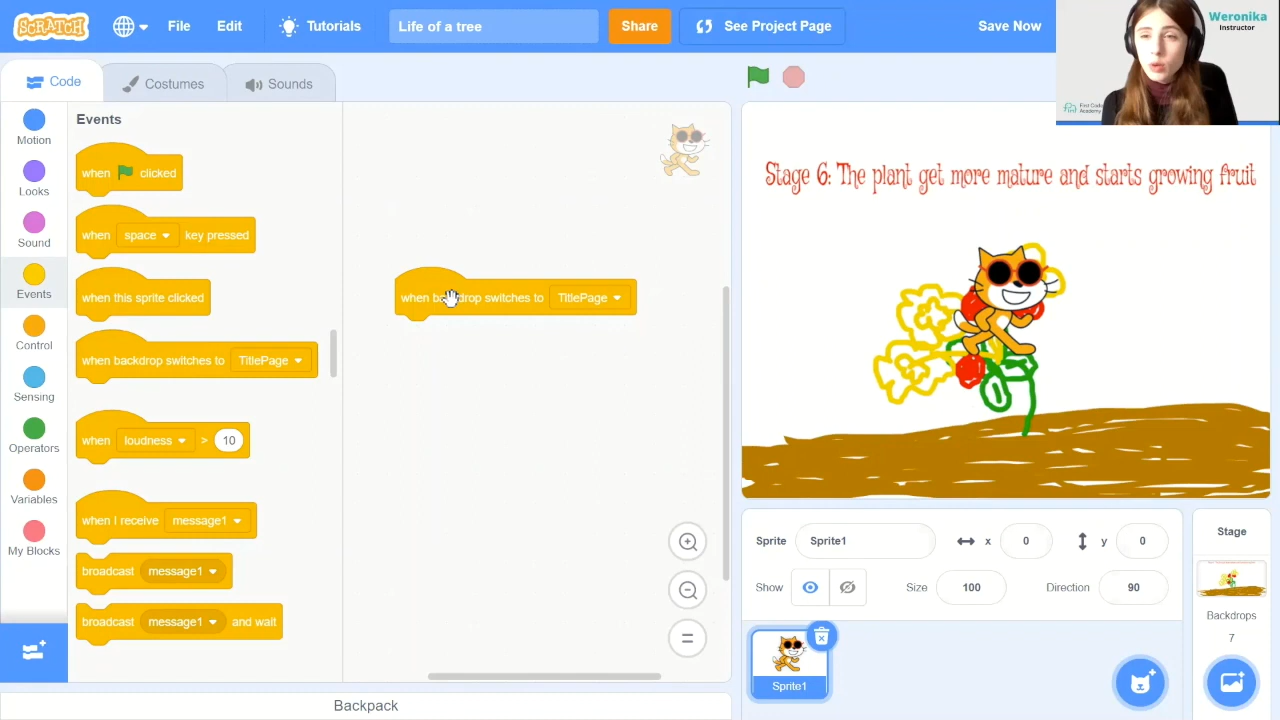 SCRATCH
File
Edit
Tutorials
Life of a tree
Share
See Project Page
Save Now
Weronika
Instructor
First Code
Academy
Code
Costumes
Sounds
Motion
Looks
Sound
Events
Control
Sensing
Operators
Variables
My Blocks
Events
when clicked
when space key pressed
when this sprite clicked
when backdrop switches to TitlePage
when loudness > 10
when I receive message1
broadcast message1
broadcast message1 and wait
when backdrop switches to TitlePage
Stage 6: The plant get more mature and starts growing fruit
Sprite Sprite1 x 0 y 0
Show Size 100 Direction 90
Sprite1
Stage
Backdrops
7
Backpack